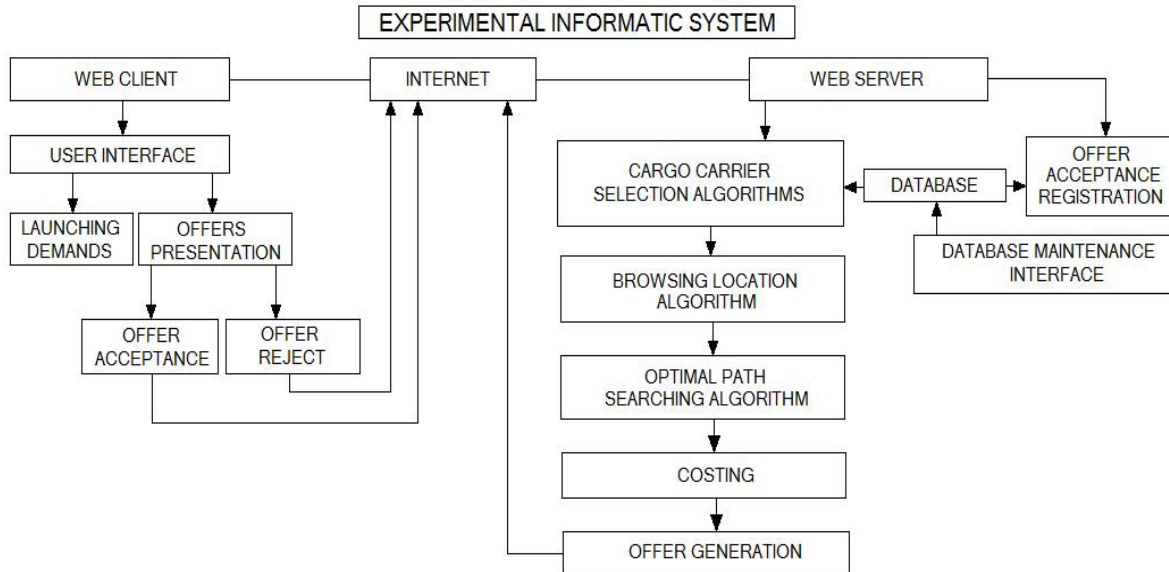 EXPERIMENTAL INFORMATIC SYSTEM
WEB CLIENT
INTERNET
WEB SERVER
USER INTERFACE
LAUNCHING
DEMANDS
OFFERS
PRESENTATION
OFFER
ACCEPTANCE
OFFER
REJECT
CARGO CARRIER
SELECTION ALGORITHMS
DATABASE
OFFER
ACCEPTANCE
REGISTRATION
DATABASE MAINTENANCE
INTERFACE
BROWSING LOCATION
ALGORITHM
OPTIMAL PATH
SEARCHING ALGORITHM
COSTING
OFFER GENERATION